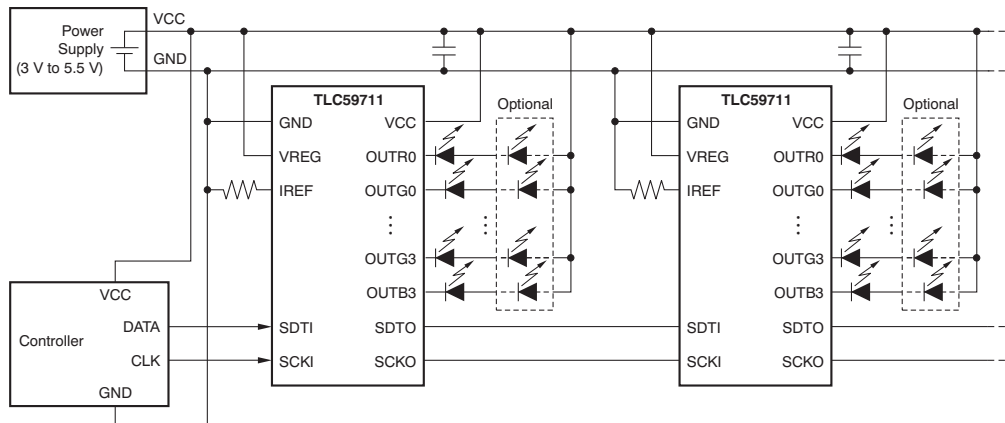 VCC
Power
Supply
(3 V to 5.5 V)
GND
TLC59711
GND
VREG
IREF
SDTI
SCKI
VCC
OUTR0
OUTG0
OUTG3
OUTB3
SDTO
SCKO
Optional
TLC59711
GND
VREG
IREF
SDTI
SCKI
VCC
OUTR0
OUTG0
OUTG3
OUTB3
SDTO
SCKO
Optional
VCC
DATA
Controller
CLK
GND